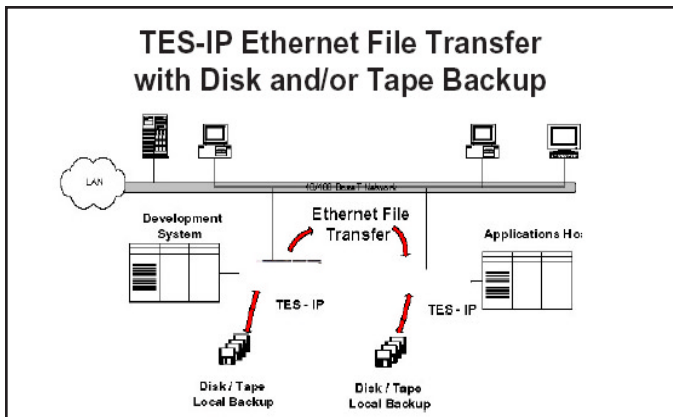 TES-IP Ethernet File Transfer
with Disk and/or Tape Backup
LAN
10/100 Base T Network
Development
System
Ethernet File
Transfer
Applications Ho
TES - IP
TES - IP
Disk / Tape
Local Backup
Disk / Tape
Local Backup